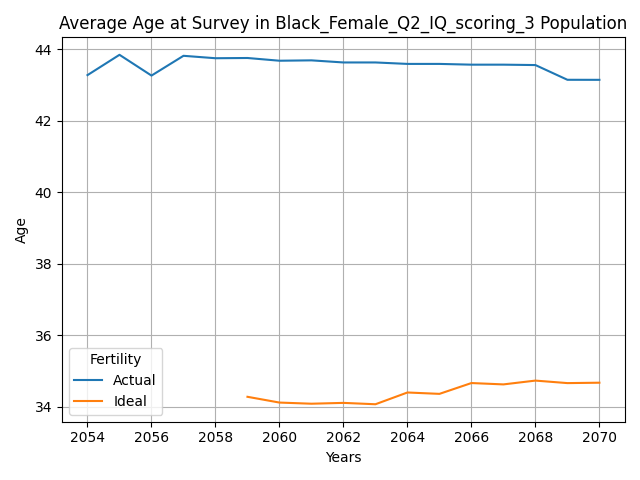 Average Age at Survey in Black_Female_Q2_IQ_scoring_3 Population
44
42
40
38
36
34
Age
Fertility
Actual
Ideal
2054 2056 2058 2060 2062 2064 2066 2068 2070
Years